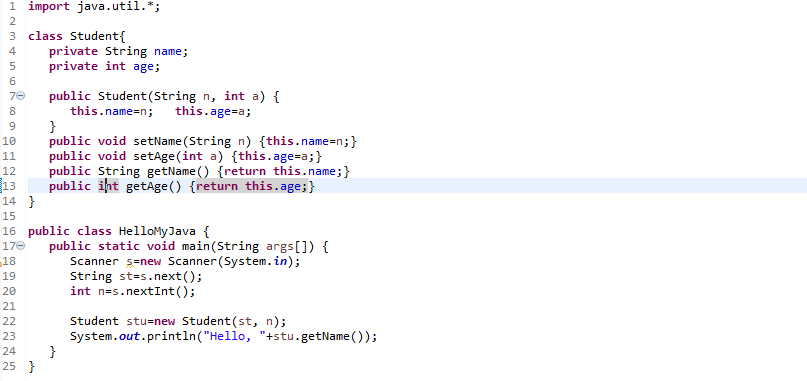 1 import java.util.*;
2
3 class Student{
4 private String name;
5 private int age;
6
7 public Student(String n, int a) {
8 this.name=n; this.age=a;
9 }
10 public void setName(String n) {this.name=n;}
11 public void setAge(int a) {this.age=a;}
12 public String getName() {return this.name;}
13 public int getAge() {return this.age;}
14 }
15
16 public class HelloMyJava {
17 public static void main(String args[]) {
18 Scanner s=new Scanner(System.in);
19 String st=s.next();
20 int n=s.nextInt();
21
22 Student stu=new Student(st, n);
23 System.out.println("Hello, "+stu.getName());
24 }
25 }